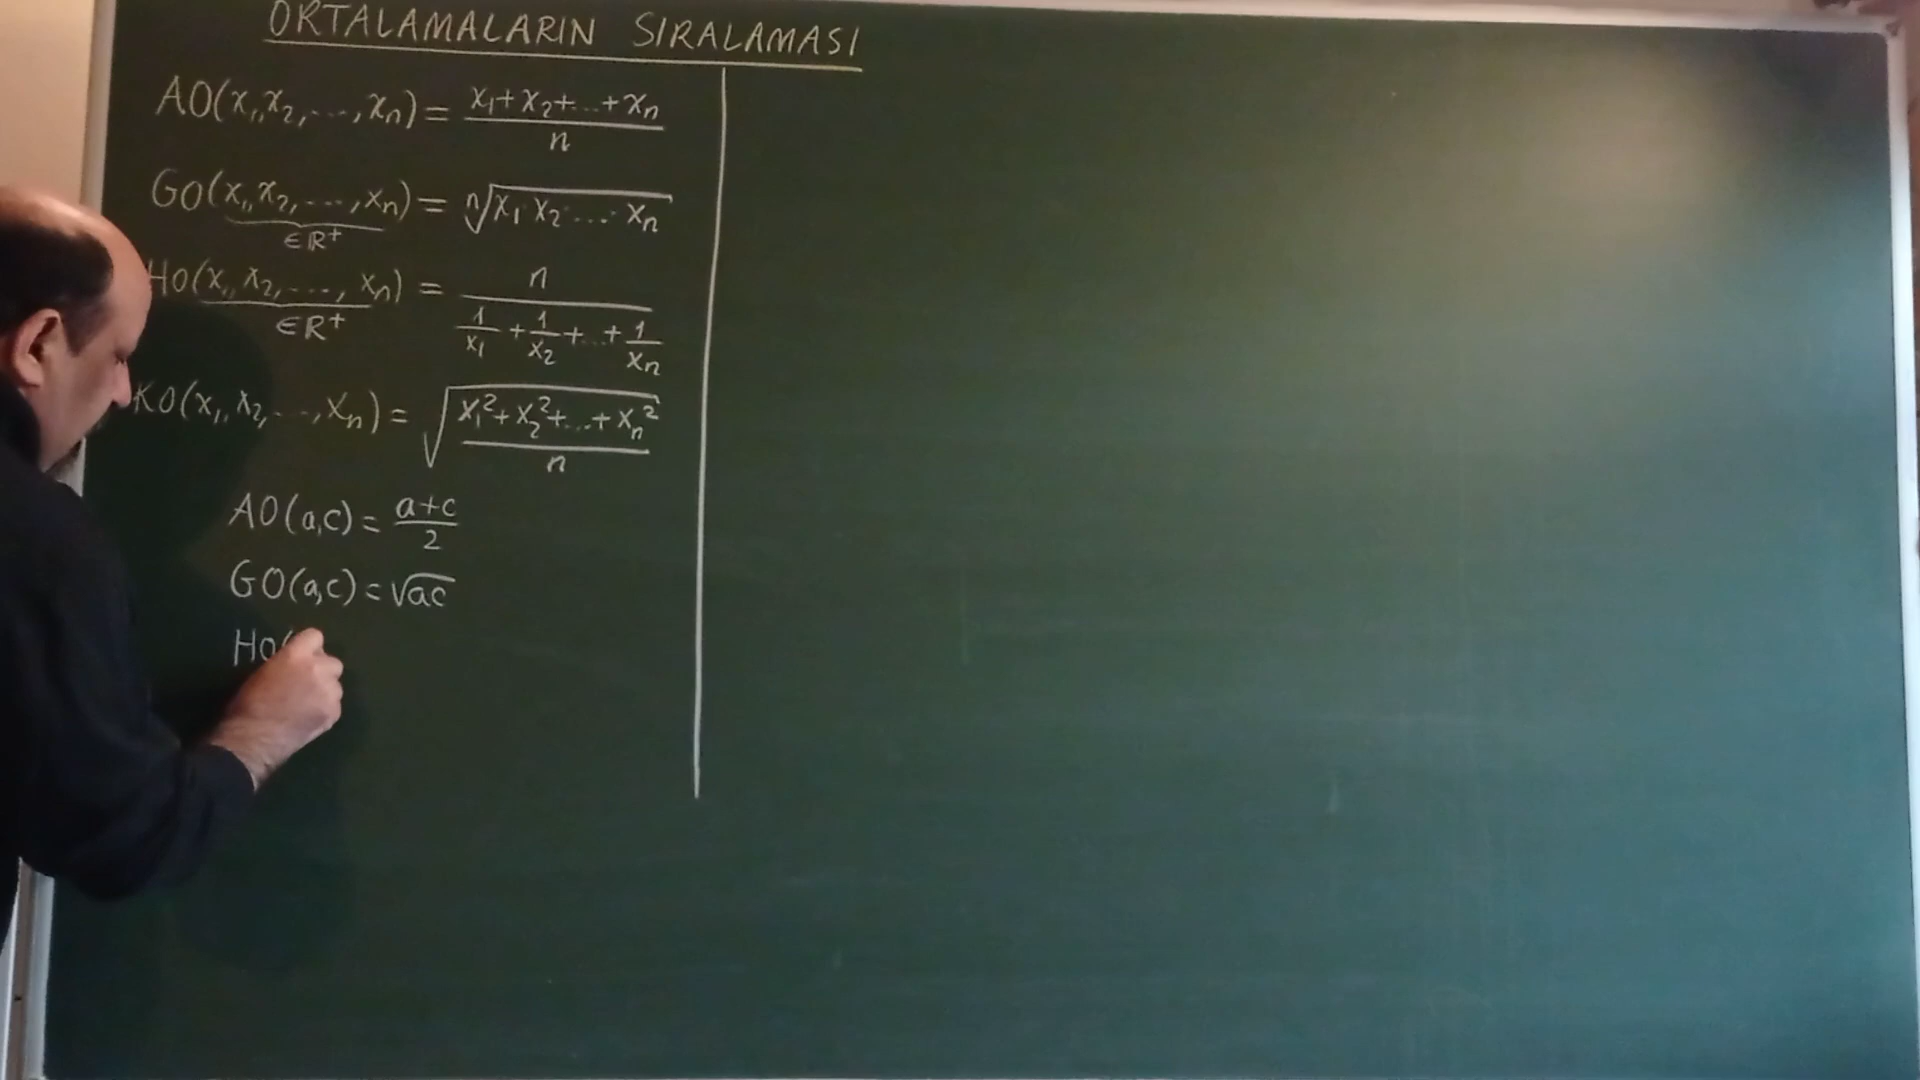 ORTALAMALARIN SIRALAMASI
AO(x₁,x₂,...,xₙ) = (x₁+x₂+...+xₙ)/n
GO(x₁,x₂,...,xₙ) = ⁿ√(x₁·x₂·...·xₙ)
∈ℝ⁺
HO(x₁,x₂,...,xₙ) = n/(1/x₁+1/x₂+...+1/xₙ)
∈ℝ⁺
KO(x₁,x₂,...,xₙ) = √((x₁²+x₂²+...+xₙ²)/n)
AO(a,c) = (a+c)/2
GO(a,c) = √ac
HO(